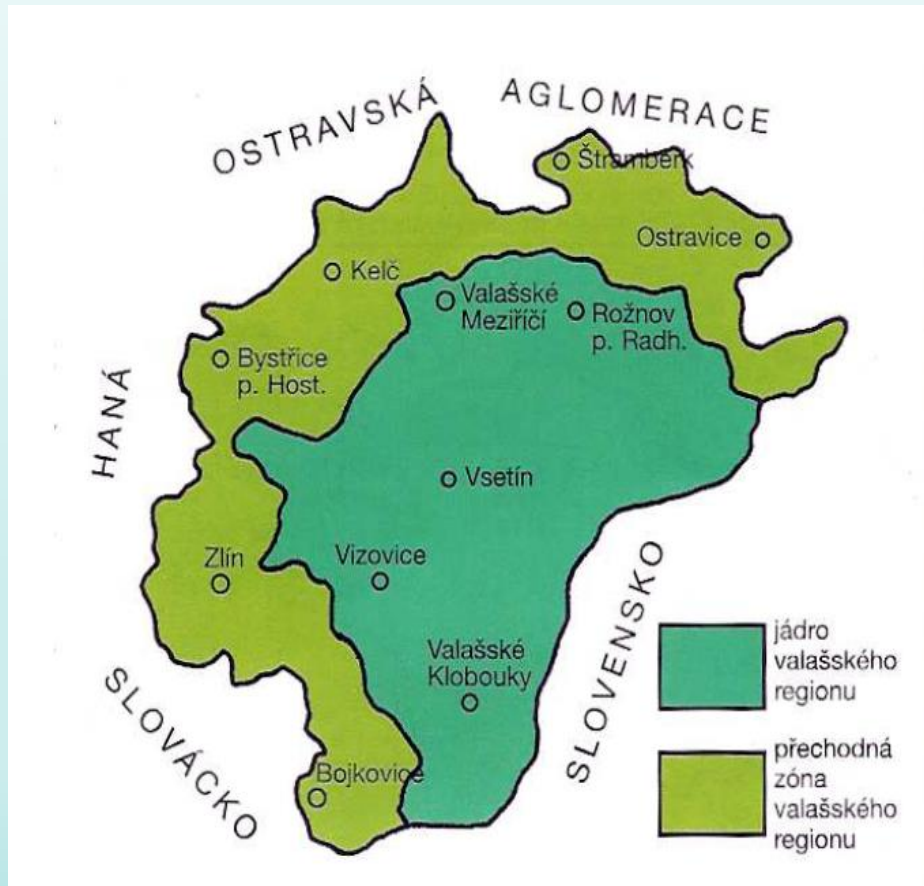 OSTRAVSKÁ AGLOMERACE
Štramberk
Ostravice
Kelč
Valašské
Meziříčí
Rožnov
p. Radh.
Bystřice
p. Host.
HANÁ
Vsetín
Zlín
Vizovice
SLOVENSKO
Valašské
Klobouky
SLOVÁCKO
Bojkovice
jádro
valašského
regionu
přechodná
zóna
valašského
regionu